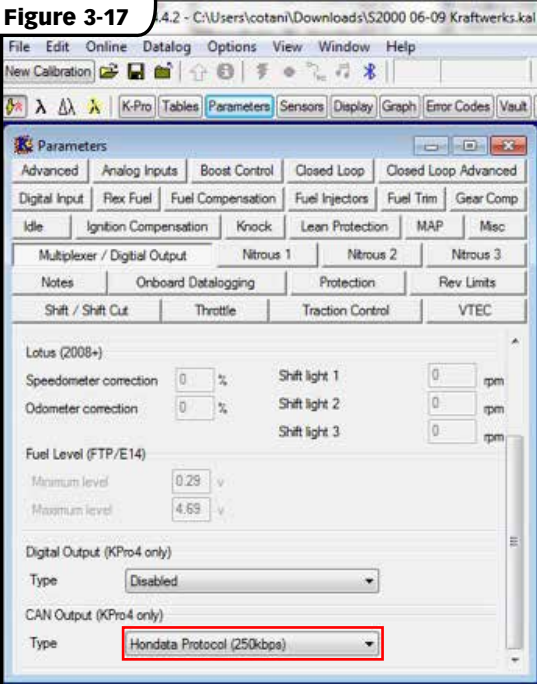 Figure 3-17
.4.2 - C:\Users\cotani\Downloads\S2000 06-09 Kraftwerks.kal
File Edit Online Datalog Options View Window Help
New Calibration
K-Pro Tables Parameters Sensors Display Graph Error Codes Vault
Parameters
Advanced Analog Inputs Boost Control Closed Loop Closed Loop Advanced
Digital Input Flex Fuel Fuel Compensation Fuel Injectors Fuel Trim Gear Comp
Idle Ignition Compensation Knock Lean Protection MAP Misc
Multiplexer / Digitial Output Nitrous 1 Nitrous 2 Nitrous 3
Notes Onboard Datalogging Protection Rev Limits
Shift / Shift Cut Throttle Traction Control VTEC
Lotus (2008+)
Speedometer correction 0 % Shift light 1 0 rpm
Odometer correction 0 % Shift light 2 0 rpm
Shift light 3 0 rpm
Fuel Level (FTP/E14)
Minimum level 0.29 v
Maximum level 4.69 v
Digital Output (KPro4 only)
Type Disabled
CAN Output (KPro4 only)
Type Hondata Protocol (250kbps)